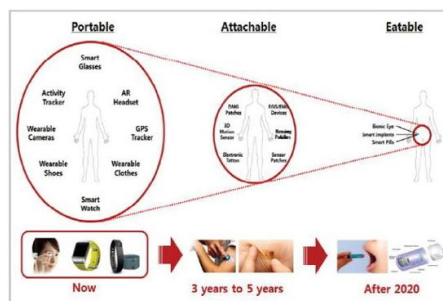 Portable
Attachable
Eatable
Smart
Glasses
Activity
Tracker
AR
Headset
Wearable
Cameras
GPS
Tracker
Wearable
Shoes
Wearable
Clothes
Smart
Watch
Patches
Devices
3D
Motion
Sensor
Electronic
Tattoo
Sensor
Patches
Bionic Eye
Smart Implants
Smart Pills
Now
3 years to 5 years
After 2020